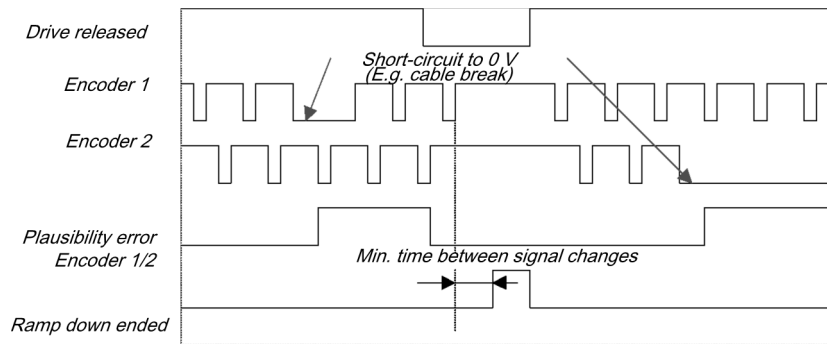 Drive released
Short-circuit to 0 V
(E.g. cable break)
Encoder 1
Encoder 2
Plausibility error
Encoder 1/2
Min. time between signal changes
Ramp down ended